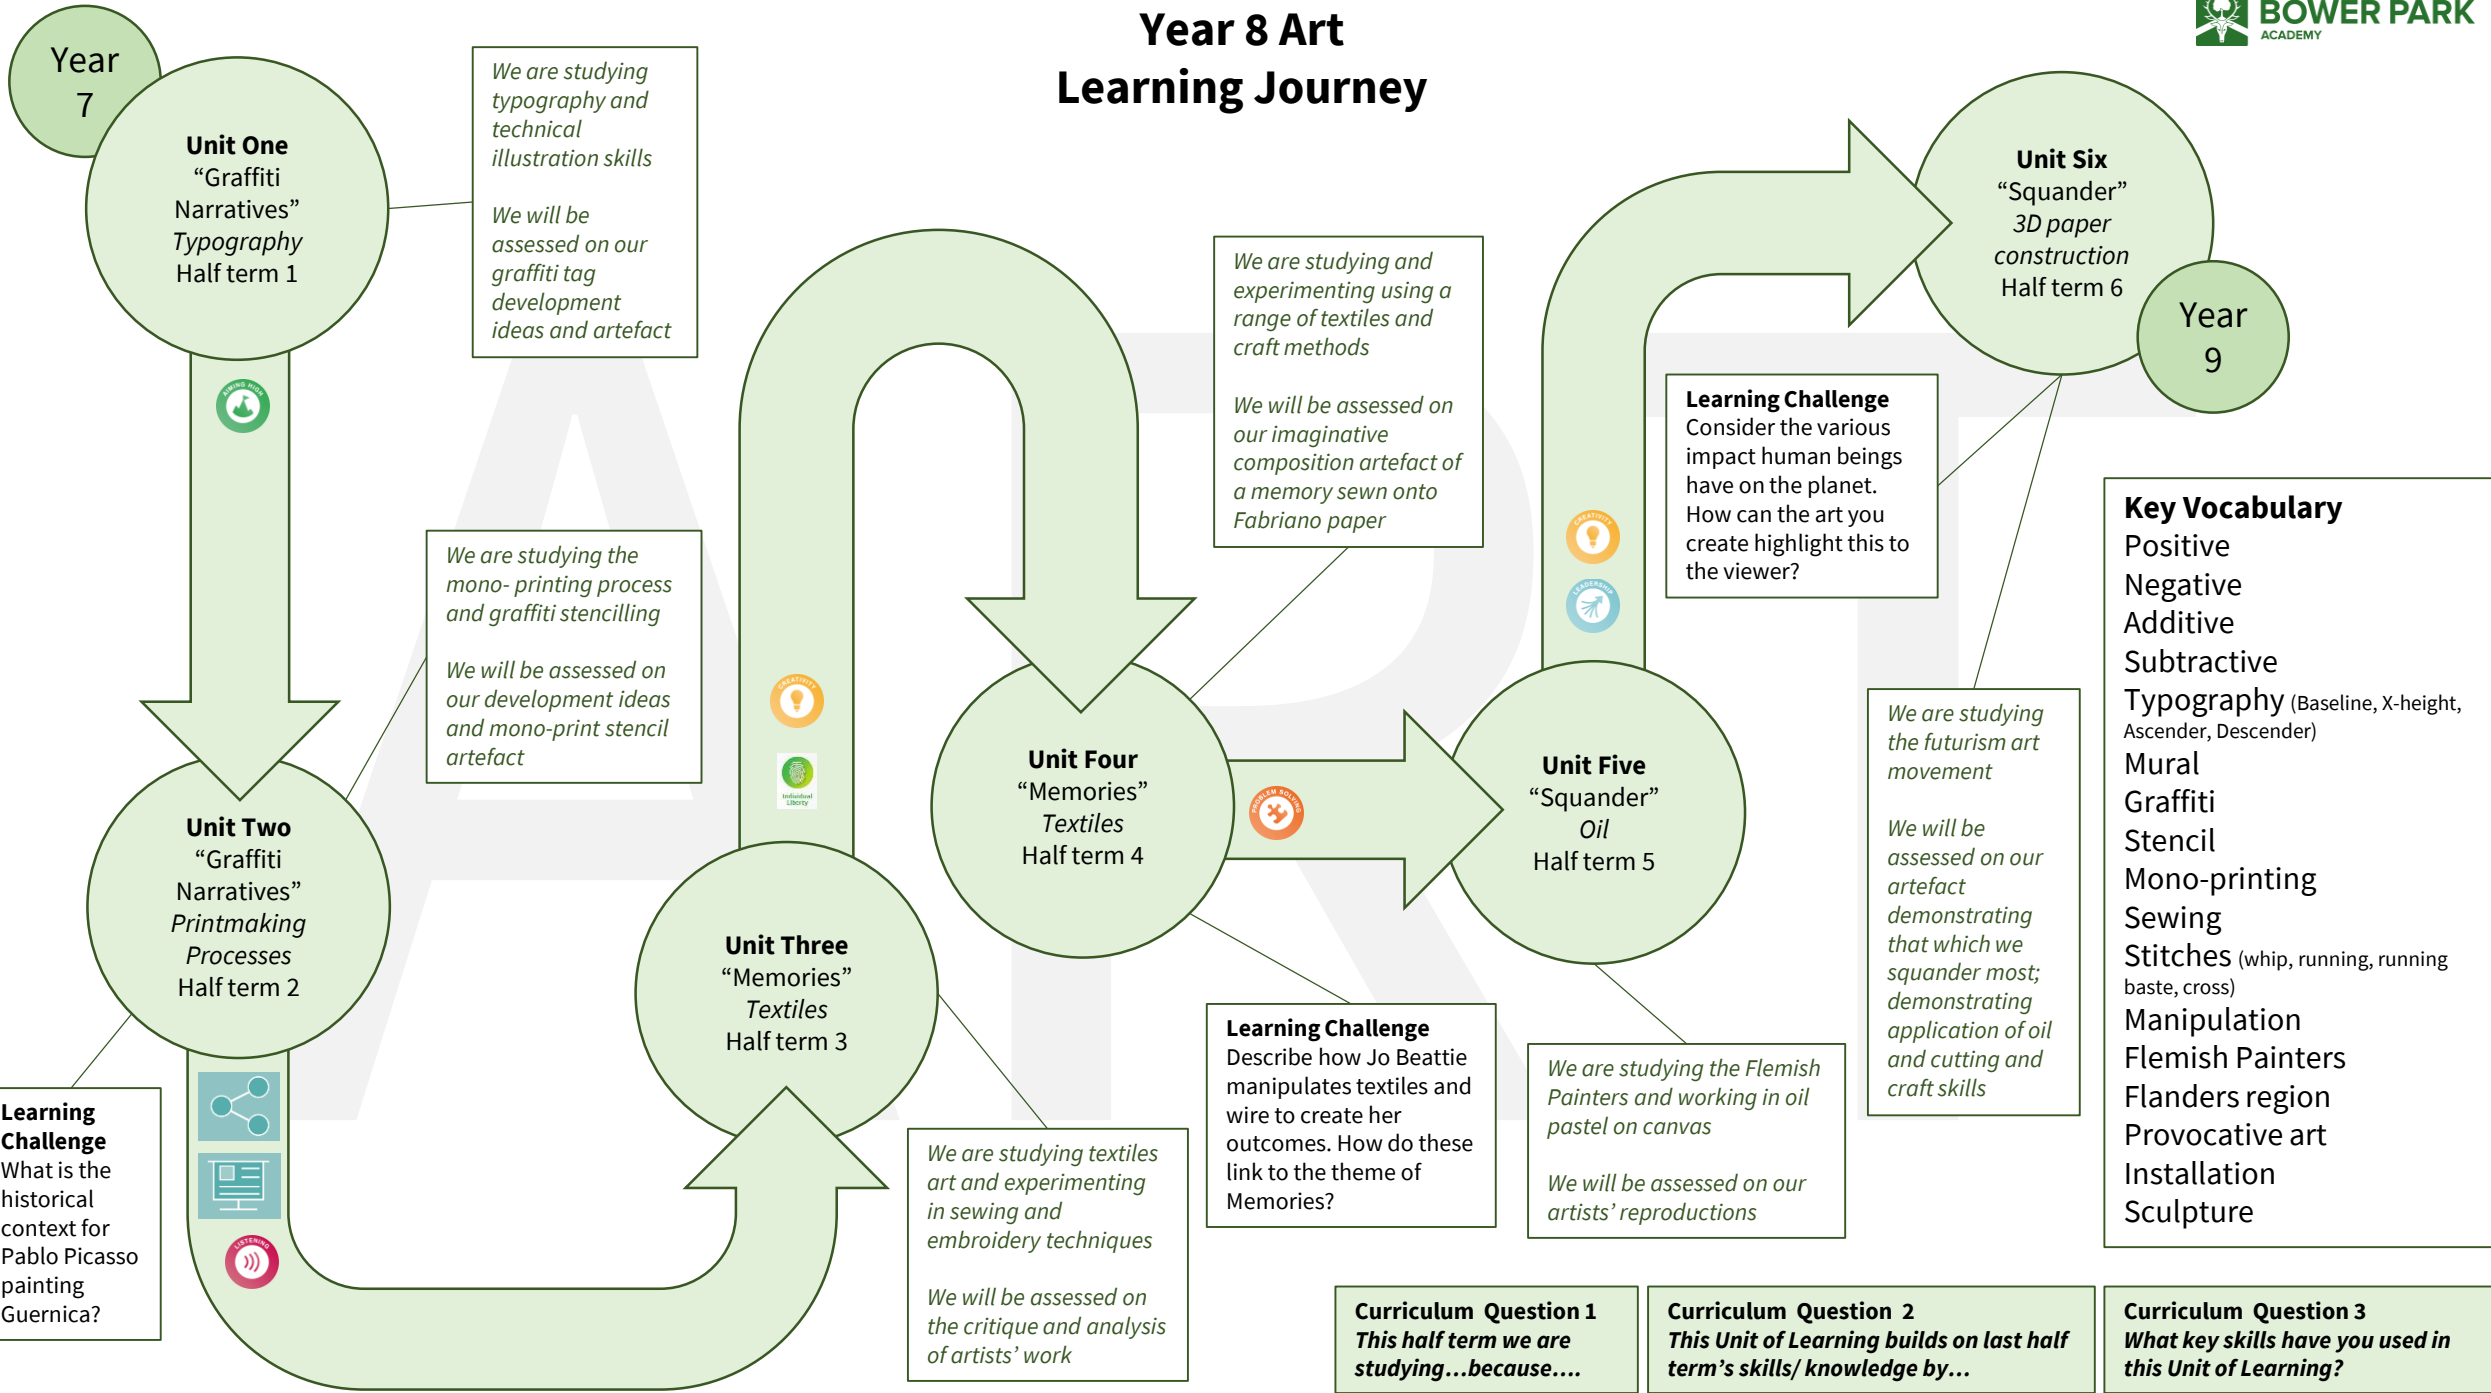 Year 8 Art
Learning Journey
BOWER PARK
ACADEMY
Year
7
Unit One
“Graffiti
Narratives”
Typography
Half term 1
We are studying
typography and
technical
illustration skills
We will be
assessed on our
graffiti tag
development
ideas and artefact
AIMING HIGH
Unit Two
“Graffiti
Narratives”
Printmaking
Processes
Half term 2
We are studying the
mono- printing process
and graffiti stencilling
We will be assessed on
our development ideas
and mono-print stencil
artefact
Learning
Challenge
What is the
historical
context for
Pablo Picasso
painting
Guernica?
LISTENING
Unit Three
“Memories”
Textiles
Half term 3
We are studying textiles
art and experimenting
in sewing and
embroidery techniques
We will be assessed on
the critique and analysis
of artists’ work
CREATIVITY
Individual
Liberty
Unit Four
“Memories”
Textiles
Half term 4
We are studying and
experimenting using a
range of textiles and
craft methods
We will be assessed on
our imaginative
composition artefact of
a memory sewn onto
Fabriano paper
Learning Challenge
Describe how Jo Beattie
manipulates textiles and
wire to create her
outcomes. How do these
link to the theme of
Memories?
PROBLEM SOLVING
Unit Five
“Squander”
Oil
Half term 5
We are studying the Flemish
Painters and working in oil
pastel on canvas
We will be assessed on our
artists’ reproductions
CREATIVITY
LEADERSHIP
Unit Six
“Squander”
3D paper
construction
Half term 6
Year
9
Learning Challenge
Consider the various
impact human beings
have on the planet.
How can the art you
create highlight this to
the viewer?
We are studying
the futurism art
movement
We will be
assessed on our
artefact
demonstrating
that which we
squander most;
demonstrating
application of oil
and cutting and
craft skills
Key Vocabulary
Positive
Negative
Additive
Subtractive
Typography (Baseline, X-height,
Ascender, Descender)
Mural
Graffiti
Stencil
Mono-printing
Sewing
Stitches (whip, running, running
baste, cross)
Manipulation
Flemish Painters
Flanders region
Provocative art
Installation
Sculpture
Curriculum Question 1
This half term we are
studying...because....
Curriculum Question 2
This Unit of Learning builds on last half
term’s skills/ knowledge by...
Curriculum Question 3
What key skills have you used in
this Unit of Learning?
ART